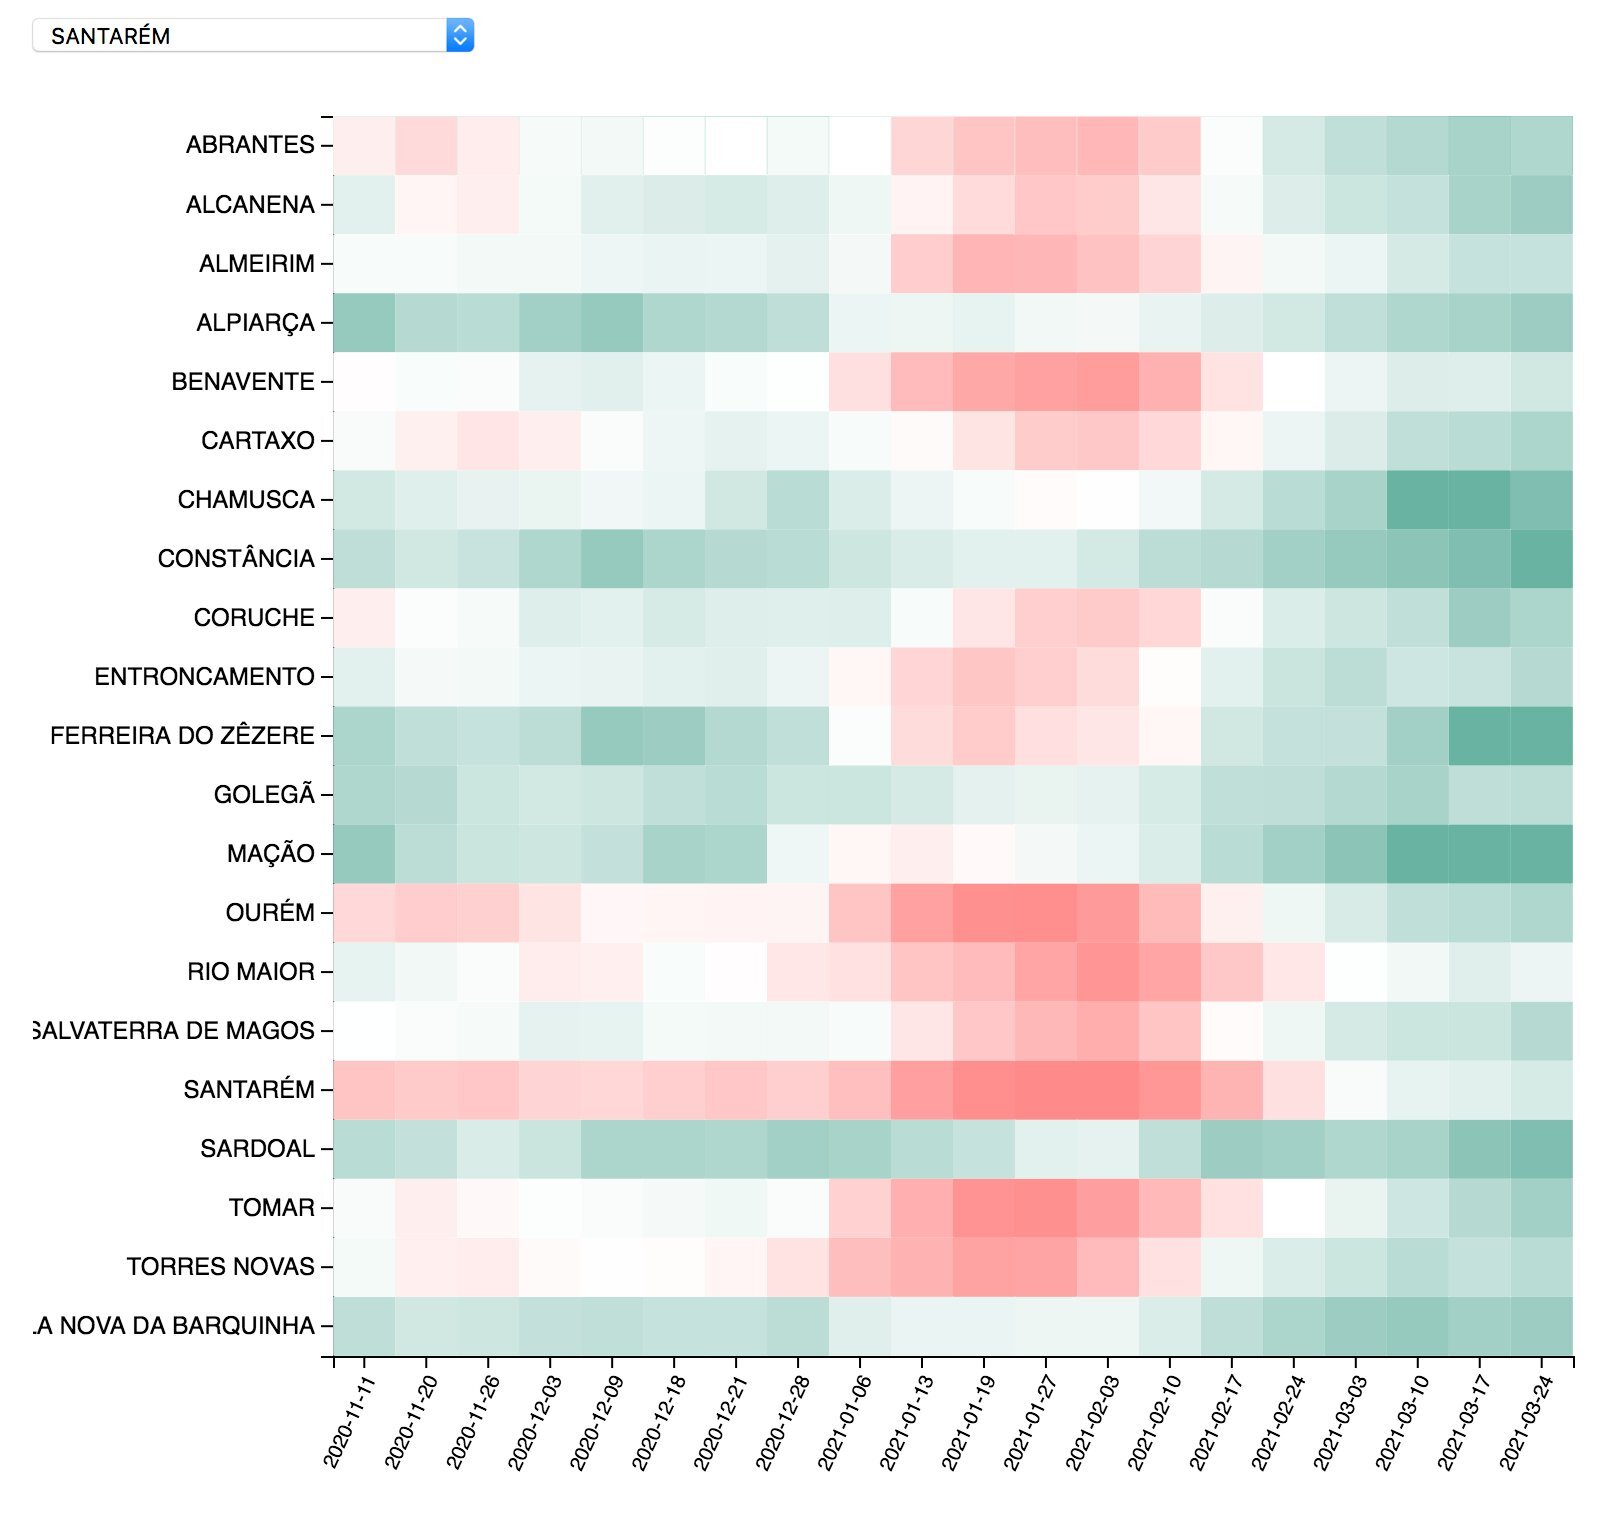 SANTARÉM
ABRANTES
ALCANENA
ALMEIRIM
ALPIARÇA
BENAVENTE
CARTAXO
CHAMUSCA
CONSTÂNCIA
CORUCHE
ENTRONCAMENTO
FERREIRA DO ZÊZERE
GOLEGÃ
MAÇÃO
OURÉM
RIO MAIOR
SALVATERRA DE MAGOS
SANTARÉM
SARDOAL
TOMAR
TORRES NOVAS
LA NOVA DA BARQUINHA
2020-11-11
2020-11-20
2020-11-26
2020-12-03
2020-12-09
2020-12-18
2020-12-21
2020-12-28
2021-01-06
2021-01-13
2021-01-19
2021-01-27
2021-02-03
2021-02-10
2021-02-17
2021-02-24
2021-03-03
2021-03-10
2021-03-17
2021-03-24